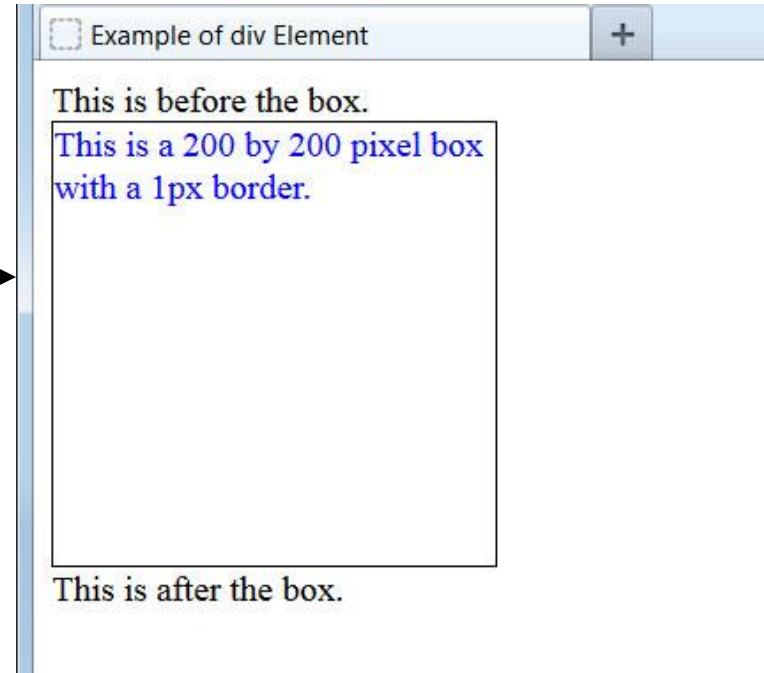 Example of div Element
+
This is before the box.
This is a 200 by 200 pixel box
with a 1px border.
This is after the box.